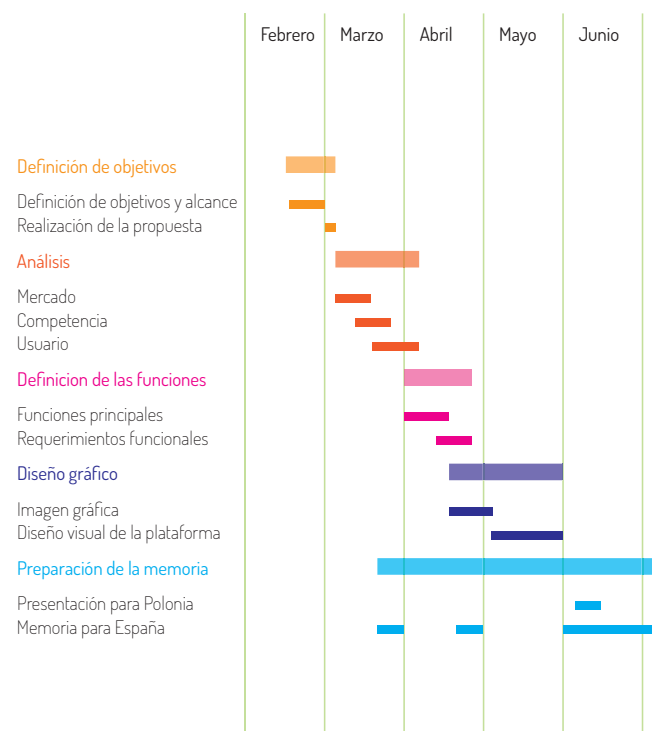 Febrero Marzo Abril Mayo Junio
Definición de objetivos
Definición de objetivos y alcance
Realización de la propuesta
Análisis
Mercado
Competencia
Usuario
Definicion de las funciones
Funciones principales
Requerimientos funcionales
Diseño gráfico
Imagen gráfica
Diseño visual de la plataforma
Preparación de la memoria
Presentación para Polonia
Memoria para España